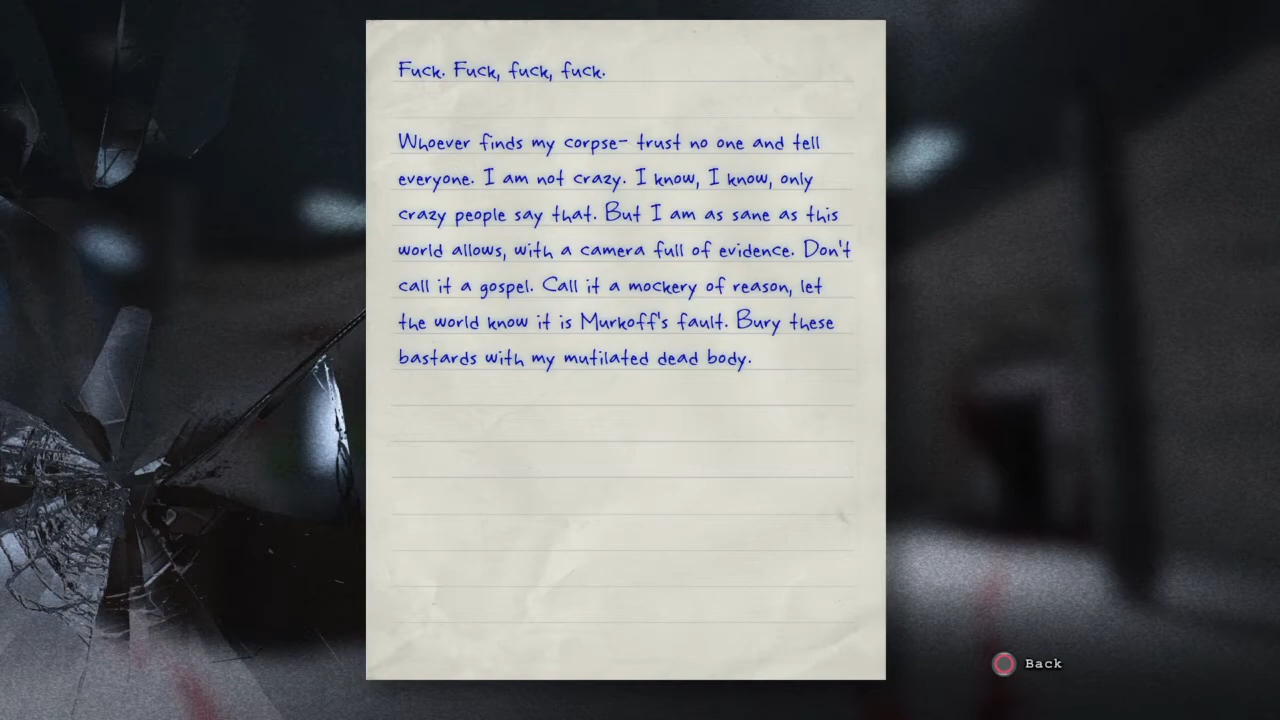 Fuck. Fuck, fuck, fuck.
Whoever finds my corpse- trust no one and tell
everyone. I am not crazy. I know, I know, only
crazy people say that. But I am as sane as this
world allows, with a camera full of evidence. Don't
call it a gospel. Call it a mockery of reason, let
the world know it is Murkoff's fault. Bury these
bastards with my mutilated dead body.
Back